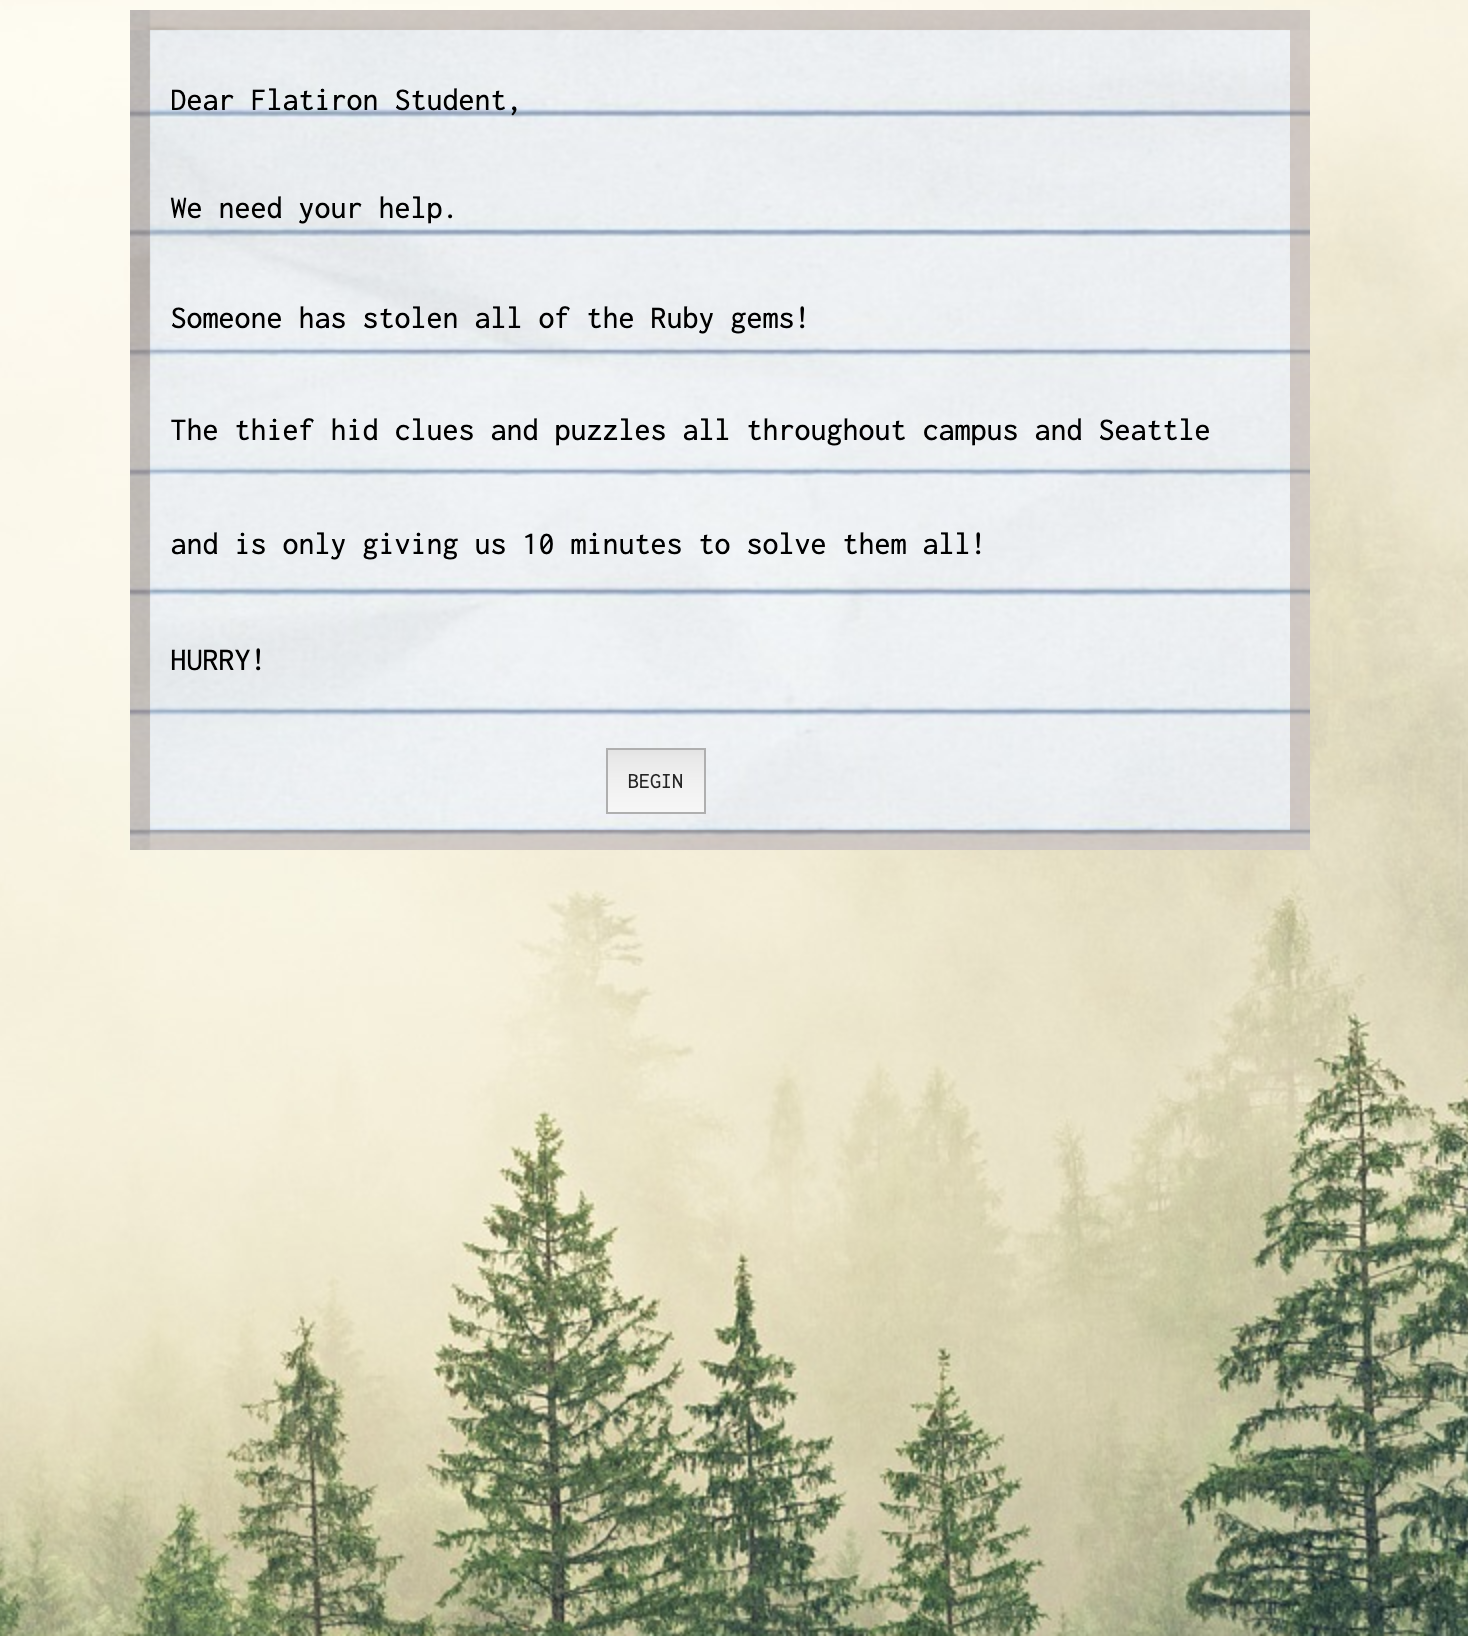 Dear Flatiron Student,
We need your help.
Someone has stolen all of the Ruby gems!
The thief hid clues and puzzles all throughout campus and Seattle
and is only giving us 10 minutes to solve them all!
HURRY!
BEGIN